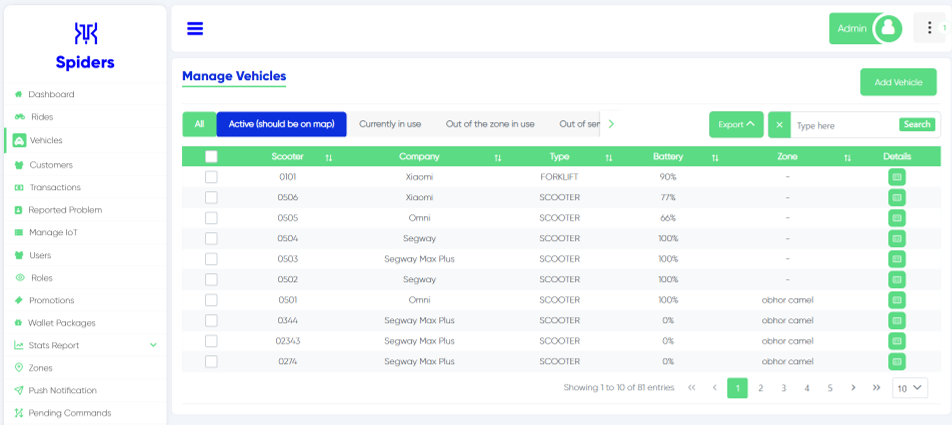 Spiders
Dashboard
Rides
Vehicles
Customers
Transactions
Reported Problem
Manage IoT
Users
Roles
Promotions
Wallet Packages
Stats Report
Zones
Push Notification
Pending Commands
Admin
1
Manage Vehicles
Add Vehicle
All Active (should be on map) Currently in use Out of the zone in use Out of ser
Export × Type here Search
Scooter Company Type Battery Zone Details
0101 Xiaomi FORKLIFT 90% -
0506 Xiaomi SCOOTER 77% -
0505 Omni SCOOTER 66% -
0504 Segway SCOOTER 100% -
0503 Segway Max Plus SCOOTER 100% -
0502 Segway SCOOTER 100% -
0501 Omni SCOOTER 100% obhor camel
0344 Segway Max Plus SCOOTER 0% obhor camel
02343 Segway Max Plus SCOOTER 0% obhor camel
0274 Segway Max Plus SCOOTER 0% obhor camel
Showing 1 to 10 of 81 entries « ‹ 1 2 3 4 5 › » 10